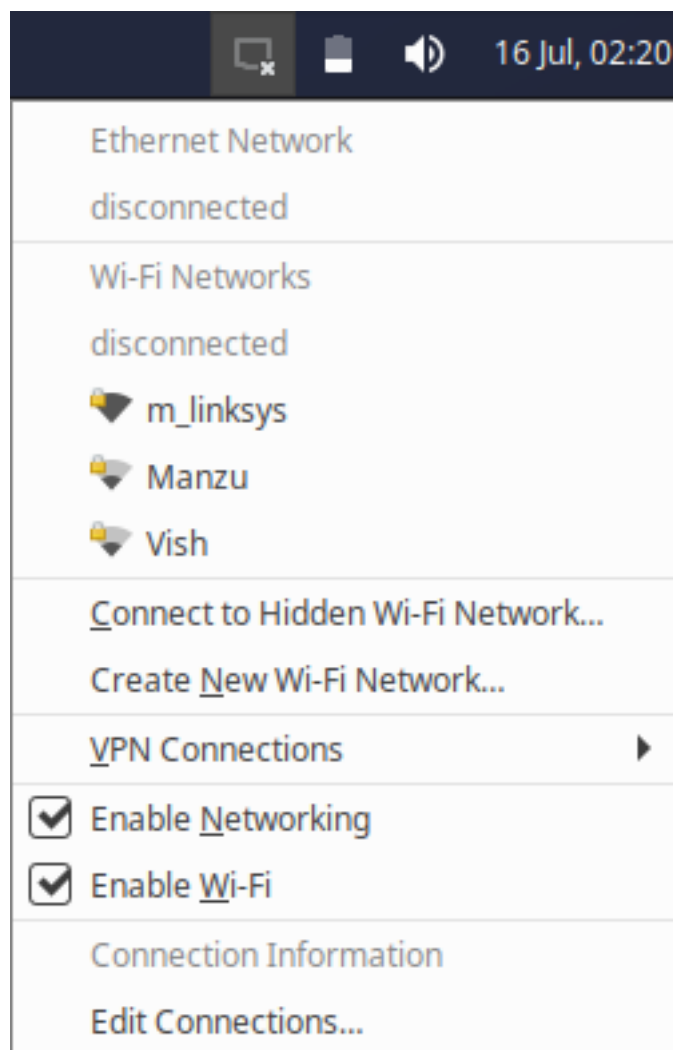 16 Jul, 02:20
Ethernet Network
disconnected
Wi-Fi Networks
disconnected
m_linksys
Manzu
Vish
Connect to Hidden Wi-Fi Network...
Create New Wi-Fi Network...
VPN Connections
Enable Networking
Enable Wi-Fi
Connection Information
Edit Connections...